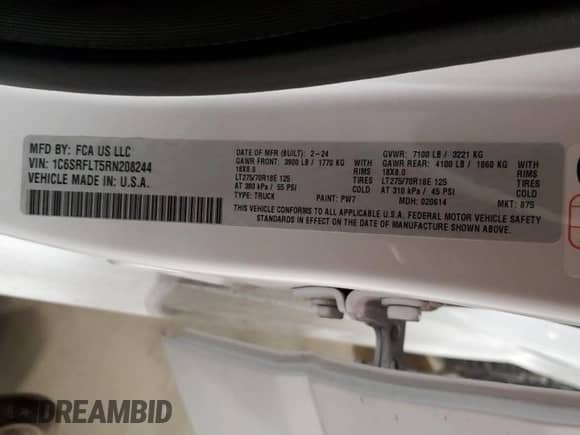 MFD BY: FCA US LLC
VIN: 1C6SRFLT5RN208244
VEHICLE MADE IN: U.S.A.
DATE OF MFR (BUILT): 2-24 GVWR: 7100 LB / 3221 KG
GAWR FRONT: 3900 LB / 1770 KG WITH GAWR REAR: 4100 LB / 1860 KG WITH
18X8.0 RIMS 18X8.0 RIMS
LT275/70R18E 125 TIRES LT275/70R18E 125 TIRES
AT 380 kPa / 55 PSI COLD AT 310 kPa / 45 PSI COLD
TYPE: TRUCK PAINT: PW7 MDH: 020614 MKT: 875
THIS VEHICLE CONFORMS TO ALL APPLICABLE U.S.A. FEDERAL MOTOR VEHICLE SAFETY
STANDARDS IN EFFECT ON THE DATE OF MANUFACTURE SHOWN ABOVE.
DREAMBID